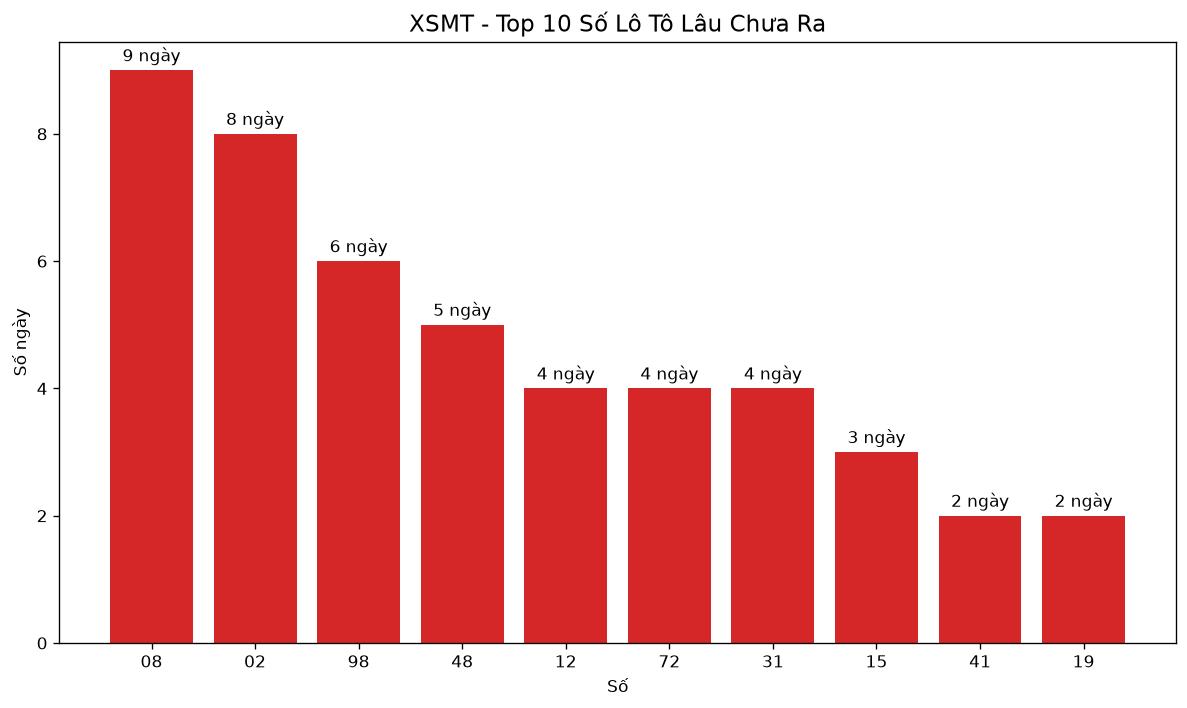 XSMT - Top 10 Số Lô Tô Lâu Chưa Ra
9 ngày
8 ngày
6 ngày
5 ngày
4 ngày
4 ngày
4 ngày
3 ngày
2 ngày
2 ngày
Số ngày
8
6
4
2
0
08 02 98 48 12 72 31 15 41 19
Số